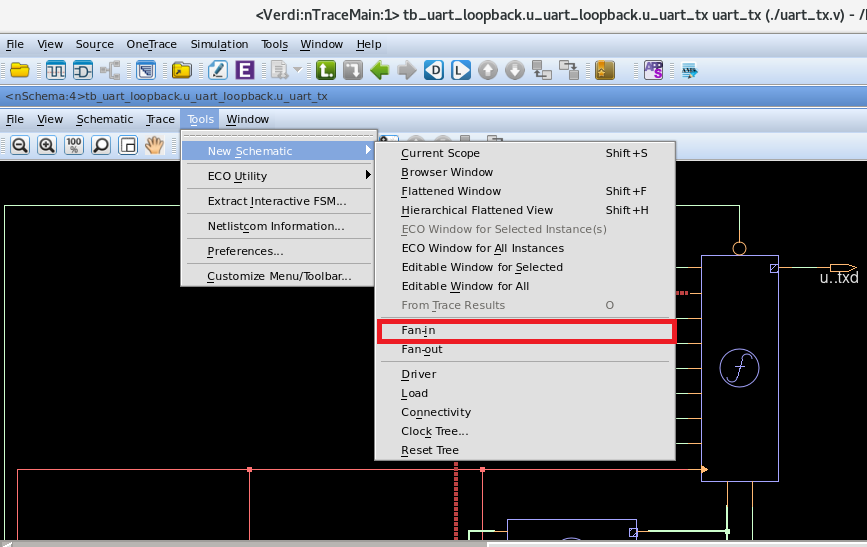 <Verdi:nTraceMain:1> tb_uart_loopback.u_uart_loopback.u_uart_tx uart_tx (./uart_tx.v) - /
File View Source OneTrace Simulation Tools Window Help
<nSchema:4>tb_uart_loopback.u_uart_loopback.u_uart_tx
File View Schematic Trace Tools Window
New Schematic
ECO Utility
Extract Interactive FSM...
Netlistcom Information...
Preferences...
Customize Menu/Toolbar...
Current Scope Shift+S
Browser Window
Flattened Window Shift+F
Hierarchical Flattened View Shift+H
ECO Window for Selected Instance(s)
ECO Window for All Instances
Editable Window for Selected
Editable Window for All
From Trace Results O
Fan-in
Fan-out
Driver
Load
Connectivity
Clock Tree...
Reset Tree
100
%
D L
E
u..txd
f